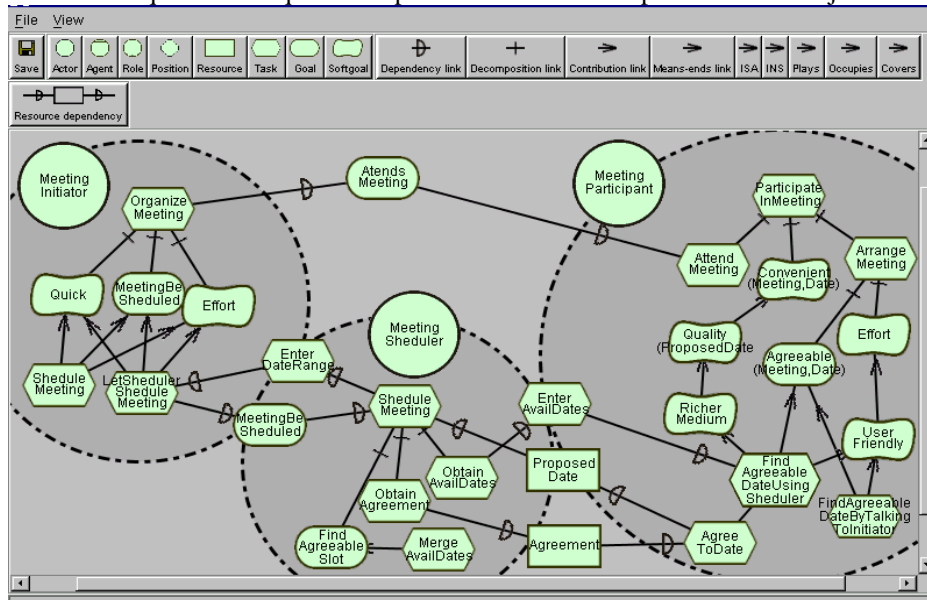 File View
Save Actor Agent Role Position Resource Task Goal Softgoal Dependency link Decomposition link Contribution link Means-ends link ISA INS Plays Occupies Covers
Resource dependency
Meeting
Initiator
Organize
Meeting
Atends
Meeting
Meeting
Participant
Participate
InMeeting
Attend
Meeting
Convenient
(Meeting,Date)
Arrange
Meeting
Quick
MeetingBe
Sheduled
Effort
Meeting
Sheduler
Quality
(ProposedDate
Agreeable
(Meeting,Date)
Effort
Shedule
Meeting
LetSheduler
Shedule
Meeting
Enter
DateRange
MeetingBe
Sheduled
Shedule
Meeting
Enter
AvailDates
Richer
Medium
User
Friendly
Obtain
AvailDates
Proposed
Date
Find
Agreeable
DateUsing
Sheduler
Obtain
Agreement
FindAgreeable
DateByTalking
ToInitiator
Find
Agreeable
Slot
Merge
AvailDates
Agreement
Agree
ToDate